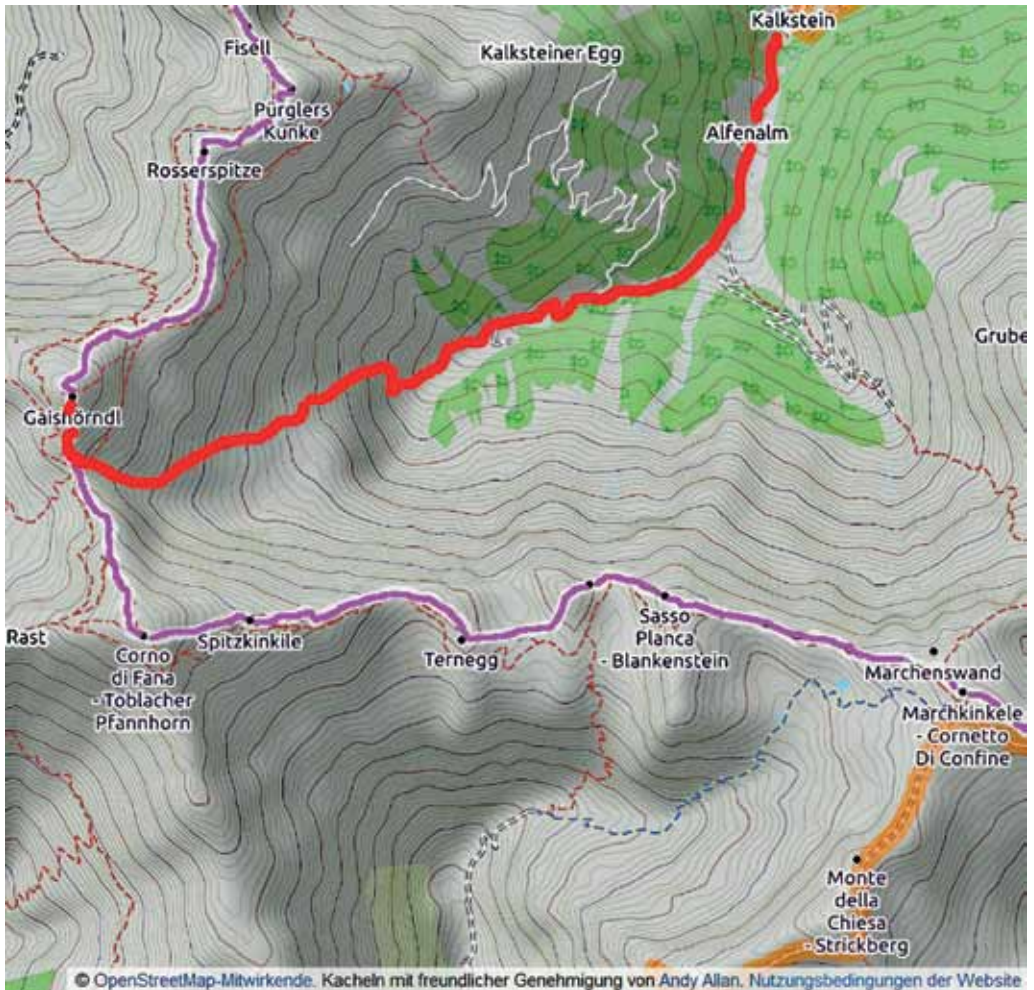 Kalkstein
Fisell
Kalksteiner Egg
Pürglers
Kunke
Alfenalm
Rosserspitze
Grube
Gaishörndl
Rast
Corno
di Fana
- Toblacher
Pfannhorn
Spitzkinkile
Ternegg
Sasso
Planca
- Blankenstein
Marchenswand
Marchkinkele
- Cornetto
Di Confine
Monte
della
Chiesa
- Strickberg
© OpenStreetMap-Mitwirkende. Kacheln mit freundlicher Genehmigung von Andy Allan. Nutzungsbedingungen der Website